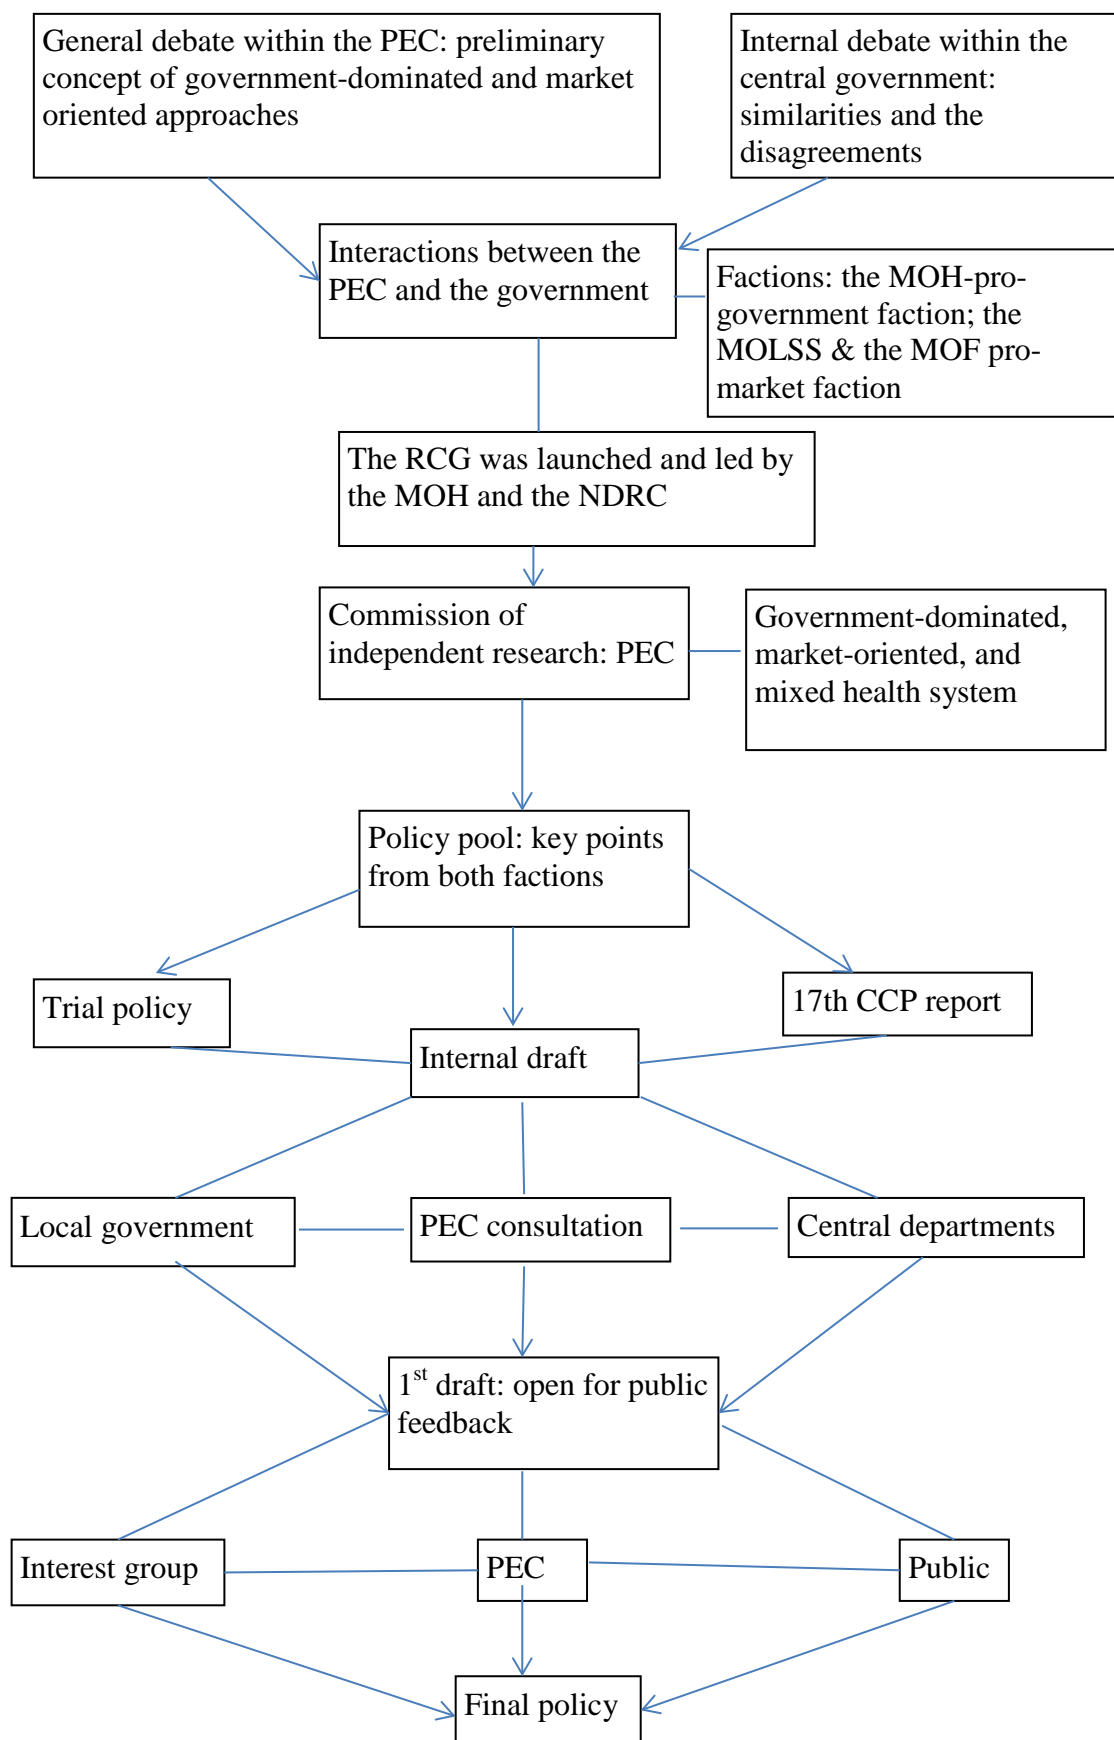 General debate within the PEC: preliminary
concept of government-dominated and market
oriented approaches
Internal debate within the
central government:
similarities and the
disagreements
Interactions between the
PEC and the government
Factions: the MOH-pro-
government faction; the
MOLSS & the MOF pro-
market faction
The RCG was launched and led by
the MOH and the NDRC
Commission of
independent research: PEC
Government-dominated,
market-oriented, and
mixed health system
Policy pool: key points
from both factions
Trial policy
17th CCP report
Internal draft
Local government
PEC consultation
Central departments
1st draft: open for public
feedback
Interest group
PEC
Public
Final policy